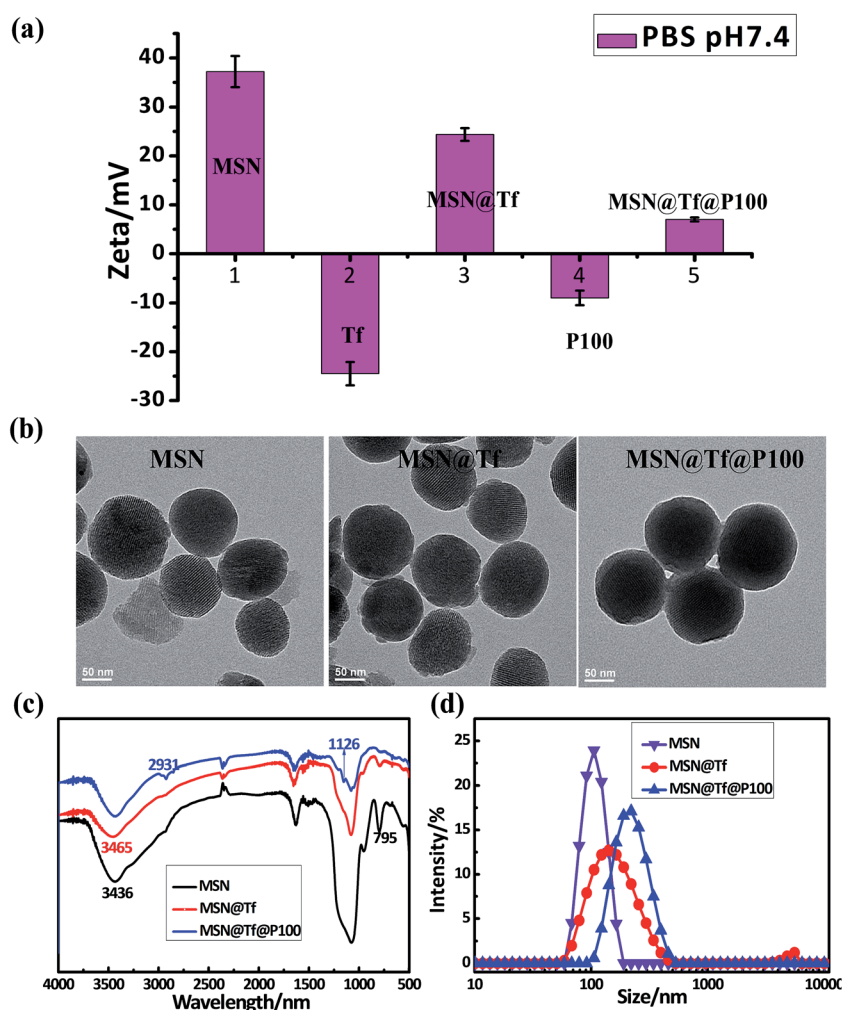 (a)
PBS pH7.4
Zeta/mV
40
30
20
10
0
-10
-20
-30
MSN
Tf
MSN@Tf
P100
MSN@Tf@P100
1
2
3
4
5
(b)
MSN
MSN@Tf
MSN@Tf@P100
50 nm
50 nm
50 nm
(c)
2931
1126
3465
3436
795
MSN
MSN@Tf
MSN@Tf@P100
4000 3500 3000 2500 2000 1500 1000 500
Wavelength/nm
(d)
MSN
MSN@Tf
MSN@Tf@P100
Intensity/%
25
20
15
10
5
0
10 100 1000 10000
Size/nm